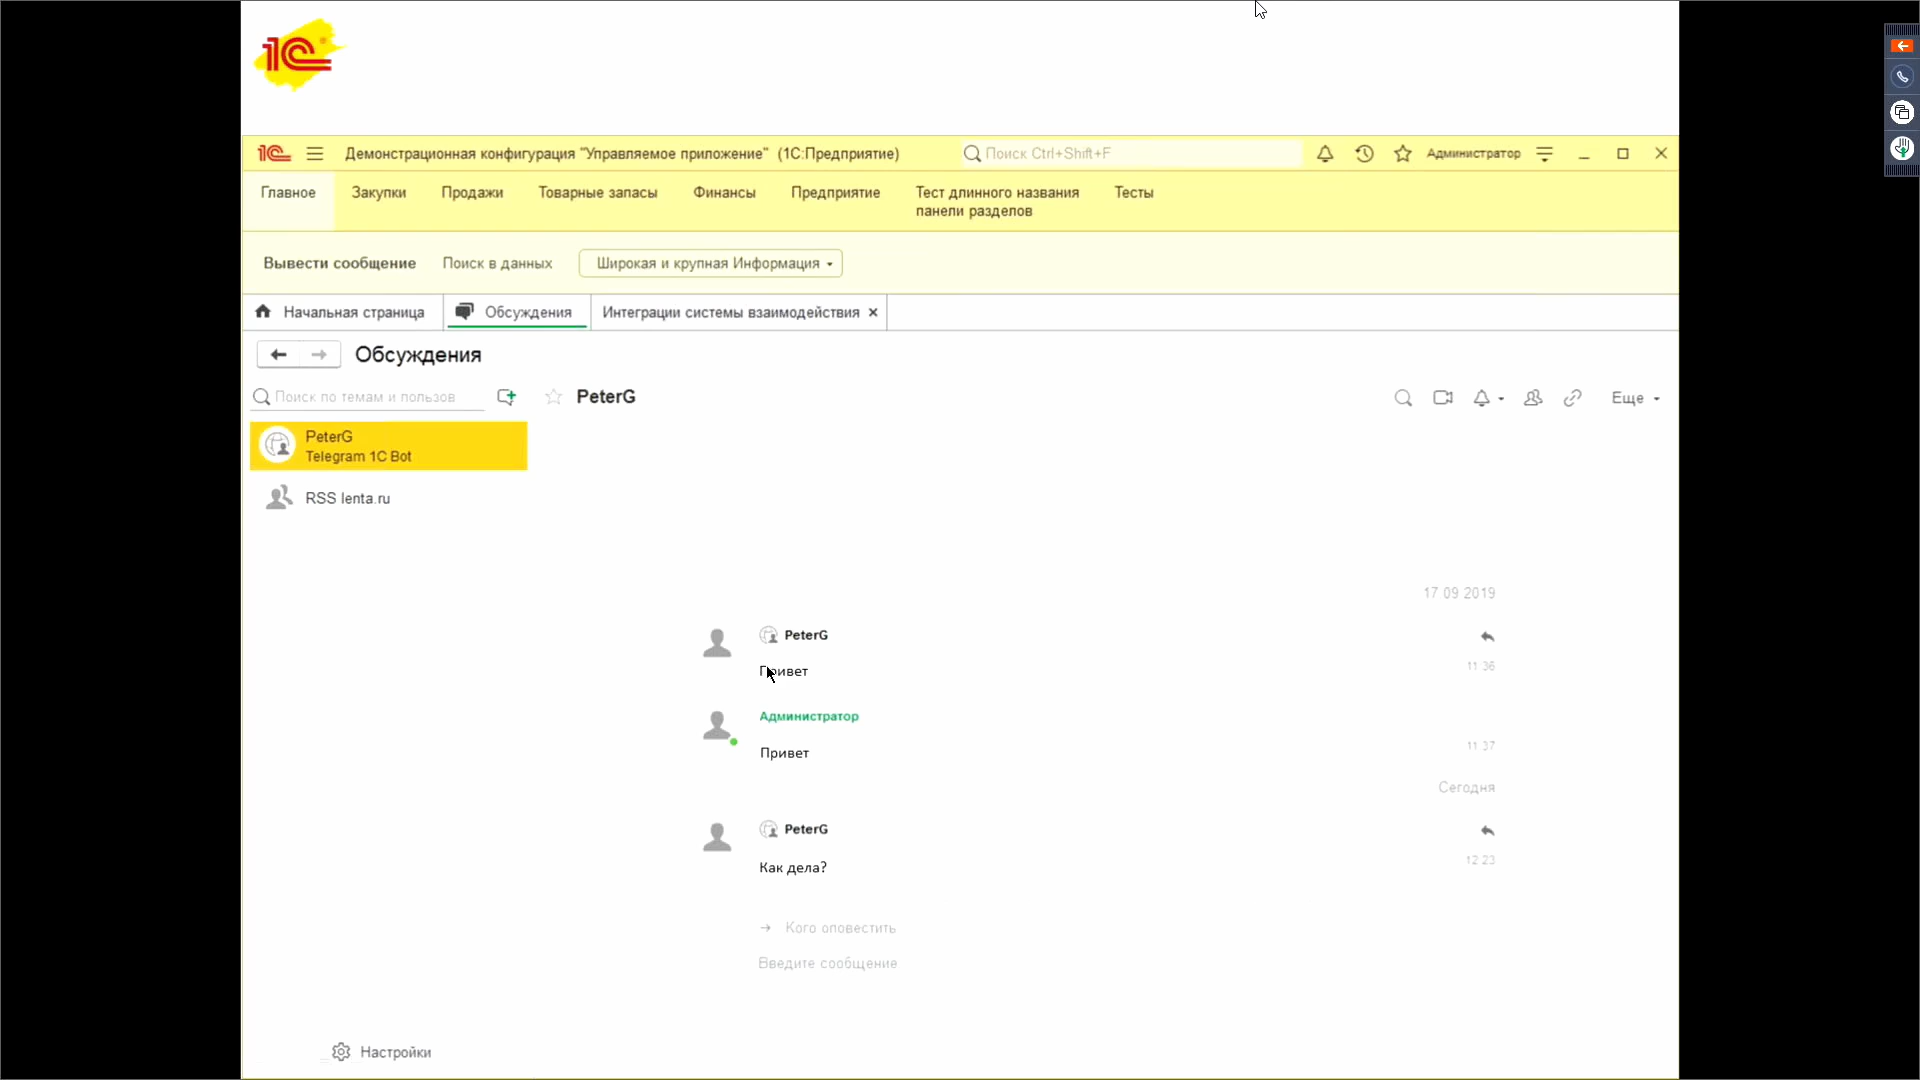 1С
1С Демонстрационная конфигурация "Управляемое приложение" (1С:Предприятие) Поиск Ctrl+Shift+F Администратор
Главное Закупки Продажи Товарные запасы Финансы Предприятие Тест длинного названия Тесты
панели разделов
Вывести сообщение Поиск в данных Широкая и крупная Информация
Начальная страница Обсуждения Интеграции системы взаимодействия
Обсуждения
Поиск по темам и пользов PeterG Еще
PeterG
Telegram 1C Bot
RSS lenta.ru
17 09 2019
PeterG
Привет 11 36
Администратор
Привет 11 37
Сегодня
PeterG
Как дела? 12 23
Кого оповестить
Введите сообщение
Настройки